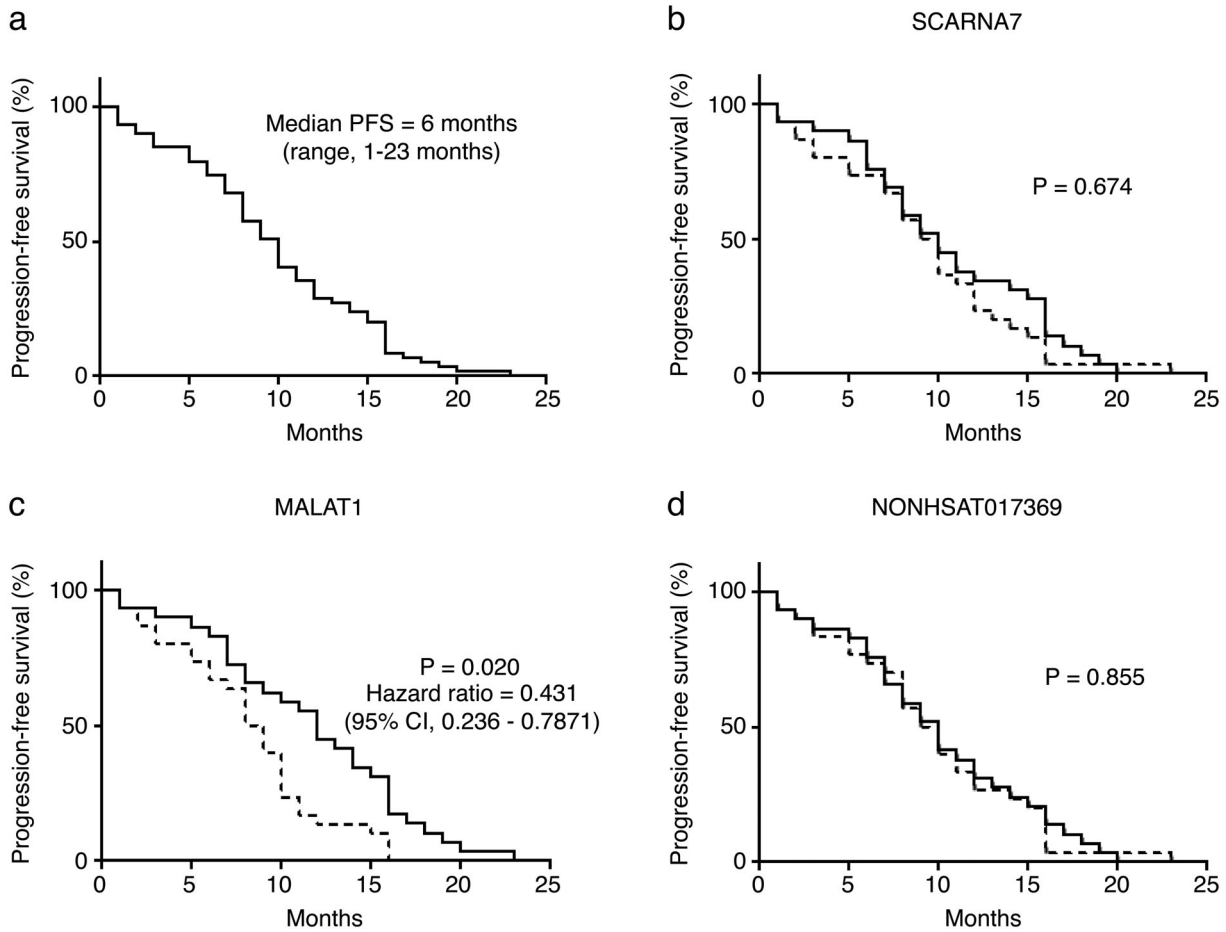 a
Progression-free survival (%)
100
50
0
Median PFS = 6 months
(range, 1-23 months)
0 5 10 15 20 25
Months
b
SCARNA7
Progression-free survival (%)
100
50
0
P = 0.674
0 5 10 15 20 25
Months
c
MALAT1
Progression-free survival (%)
100
50
0
P = 0.020
Hazard ratio = 0.431
(95% CI, 0.236 - 0.7871)
0 5 10 15 20 25
Months
d
NONHSAT017369
Progression-free survival (%)
100
50
0
P = 0.855
0 5 10 15 20 25
Months